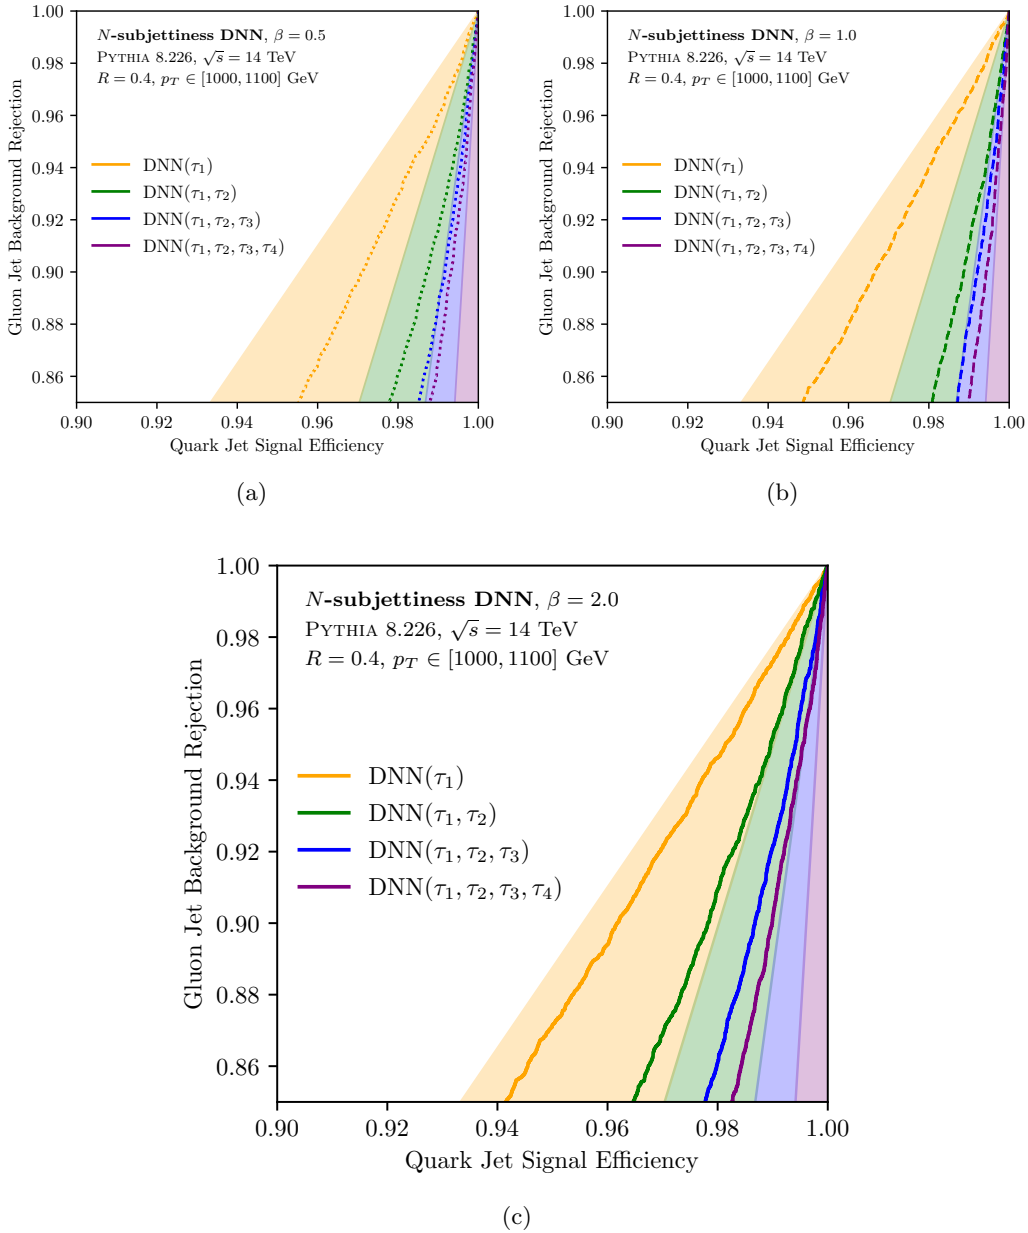 N-subjettiness DNN, β = 0.5
PYTHIA 8.226, √s = 14 TeV
R = 0.4, p_T ∈ [1000, 1100] GeV
DNN(τ₁)
DNN(τ₁, τ₂)
DNN(τ₁, τ₂, τ₃)
DNN(τ₁, τ₂, τ₃, τ₄)
Gluon Jet Background Rejection
1.00
0.98
0.96
0.94
0.92
0.90
0.88
0.86
0.90 0.92 0.94 0.96 0.98 1.00
Quark Jet Signal Efficiency
(a)
N-subjettiness DNN, β = 1.0
PYTHIA 8.226, √s = 14 TeV
R = 0.4, p_T ∈ [1000, 1100] GeV
DNN(τ₁)
DNN(τ₁, τ₂)
DNN(τ₁, τ₂, τ₃)
DNN(τ₁, τ₂, τ₃, τ₄)
Gluon Jet Background Rejection
1.00
0.98
0.96
0.94
0.92
0.90
0.88
0.86
0.90 0.92 0.94 0.96 0.98 1.00
Quark Jet Signal Efficiency
(b)
N-subjettiness DNN, β = 2.0
PYTHIA 8.226, √s = 14 TeV
R = 0.4, p_T ∈ [1000, 1100] GeV
DNN(τ₁)
DNN(τ₁, τ₂)
DNN(τ₁, τ₂, τ₃)
DNN(τ₁, τ₂, τ₃, τ₄)
Gluon Jet Background Rejection
1.00
0.98
0.96
0.94
0.92
0.90
0.88
0.86
0.90 0.92 0.94 0.96 0.98 1.00
Quark Jet Signal Efficiency
(c)